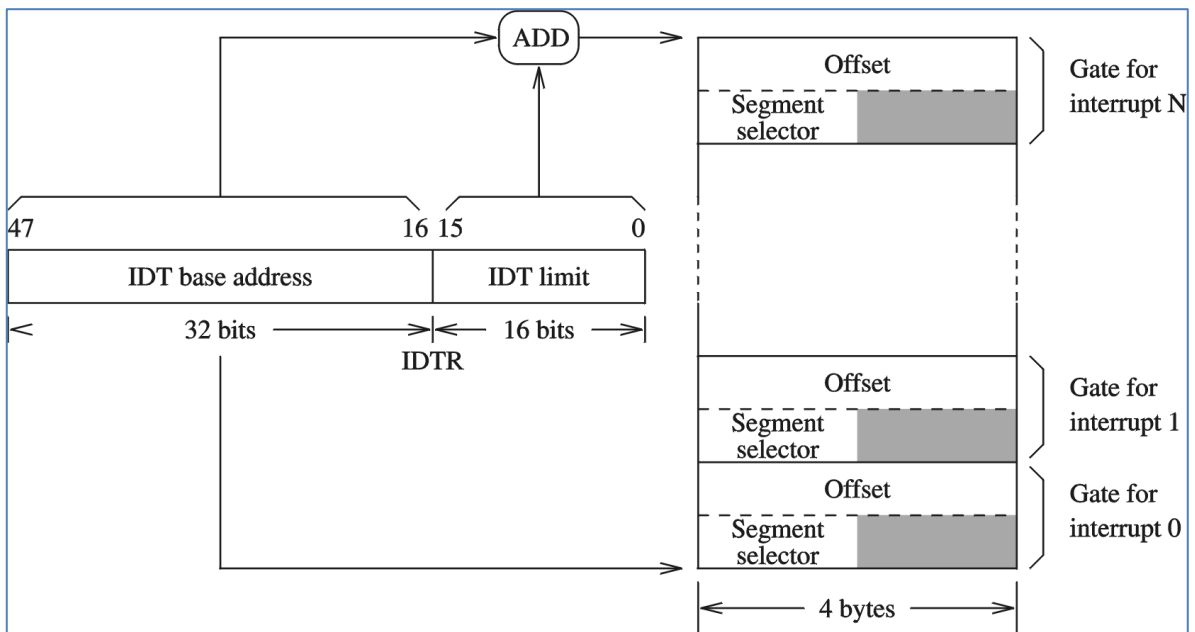 ADD
Offset
Gate for
interrupt N
Segment
selector
47
16
15
0
IDT base address
IDT limit
32 bits
16 bits
IDTR
Offset
Gate for
interrupt 1
Segment
selector
Offset
Gate for
interrupt 0
Segment
selector
4 bytes